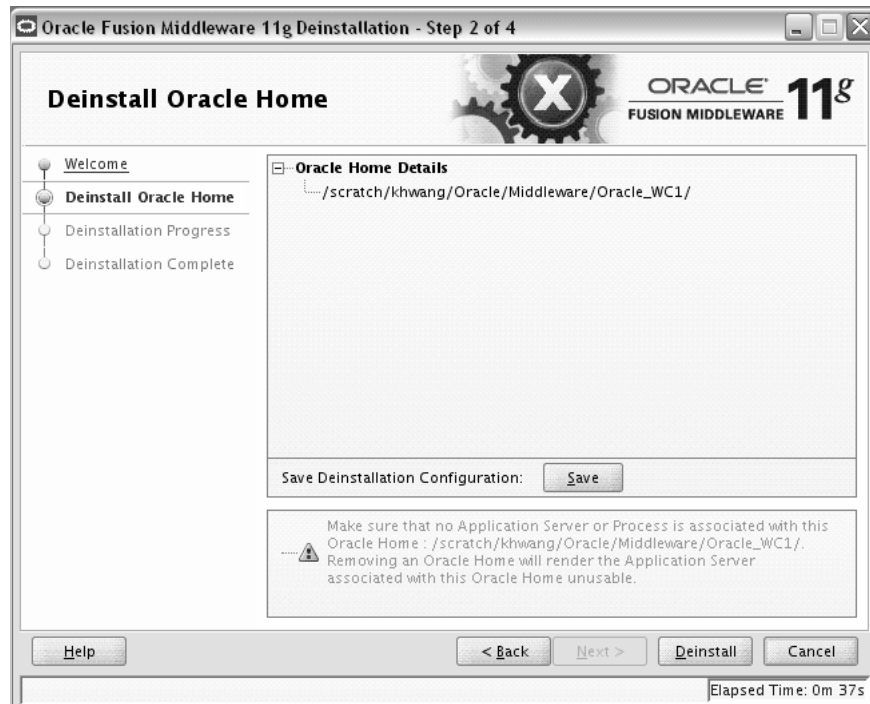 Oracle Fusion Middleware 11g Deinstallation - Step 2 of 4
Deinstall Oracle Home
ORACLE
FUSION MIDDLEWARE
11g
Welcome
Deinstall Oracle Home
Deinstallation Progress
Deinstallation Complete
Oracle Home Details
/scratch/khwang/Oracle/Middleware/Oracle_WC1/
Save Deinstallation Configuration:
Save
Make sure that no Application Server or Process is associated with this
Oracle Home : /scratch/khwang/Oracle/Middleware/Oracle_WC1/.
Removing an Oracle Home will render the Application Server
associated with this Oracle Home unusable.
Help
< Back
Next >
Deinstall
Cancel
Elapsed Time: 0m 37s